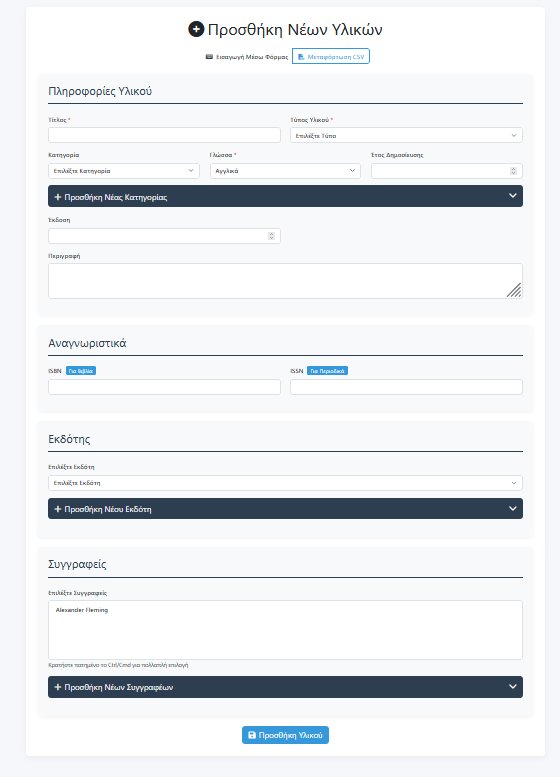 Προσθήκη Νέων Υλικών
Εισαγωγή Μέσω Φόρμας Μεταφόρτωση CSV
Πληροφορίες Υλικού
Τίτλος * Τύπος Υλικού *
Επιλέξτε Τύπο
Κατηγορία Γλώσσα * Έτος Δημοσίευσης
Επιλέξτε Κατηγορία Αγγλικά
+ Προσθήκη Νέας Κατηγορίας
Έκδοση
Περιγραφή
Αναγνωριστικά
ISBN Για Βιβλία ISSN Για Περιοδικά
Εκδότης
Επιλέξτε Εκδότη
Επιλέξτε Εκδότη
+ Προσθήκη Νέου Εκδότη
Συγγραφείς
Επιλέξτε Συγγραφείς
Alexander Fleming
Κρατήστε πατημένο το Ctrl/Cmd για πολλαπλή επιλογή
+ Προσθήκη Νέων Συγγραφέων
Προσθήκη Υλικού